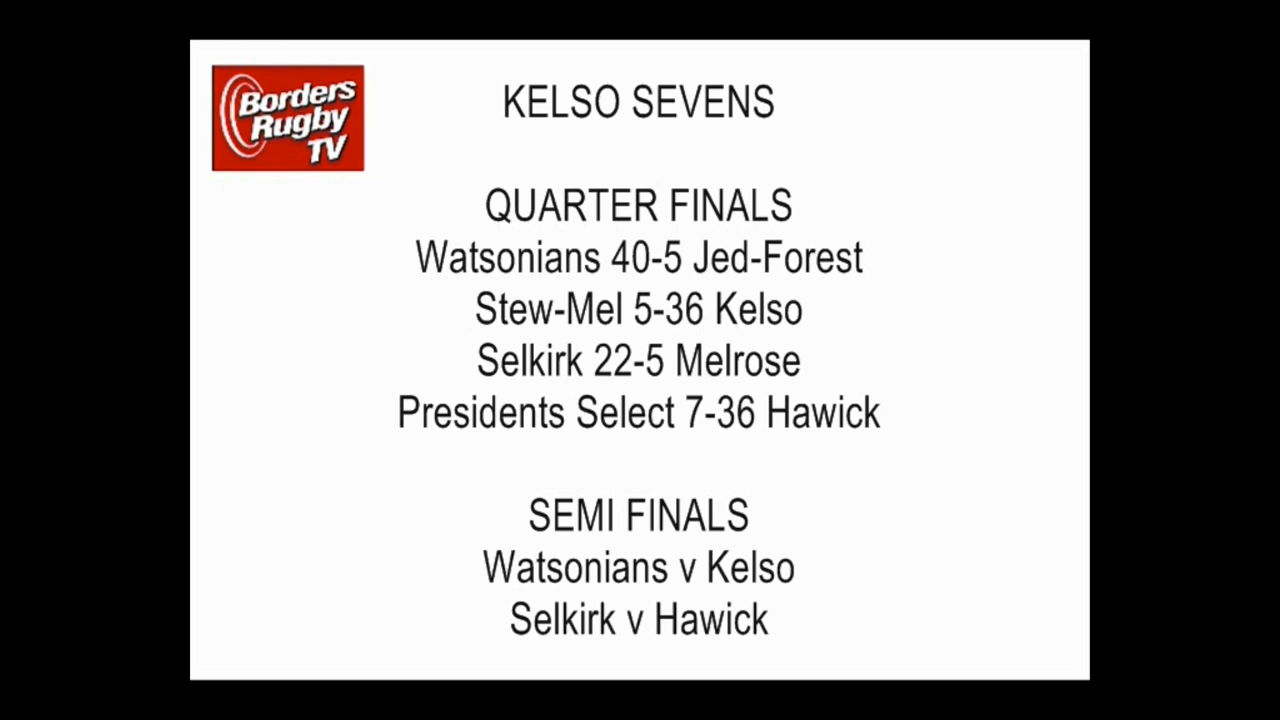 Borders
Rugby
TV
KELSO SEVENS
QUARTER FINALS
Watsonians 40-5 Jed-Forest
Stew-Mel 5-36 Kelso
Selkirk 22-5 Melrose
Presidents Select 7-36 Hawick
SEMI FINALS
Watsonians v Kelso
Selkirk v Hawick